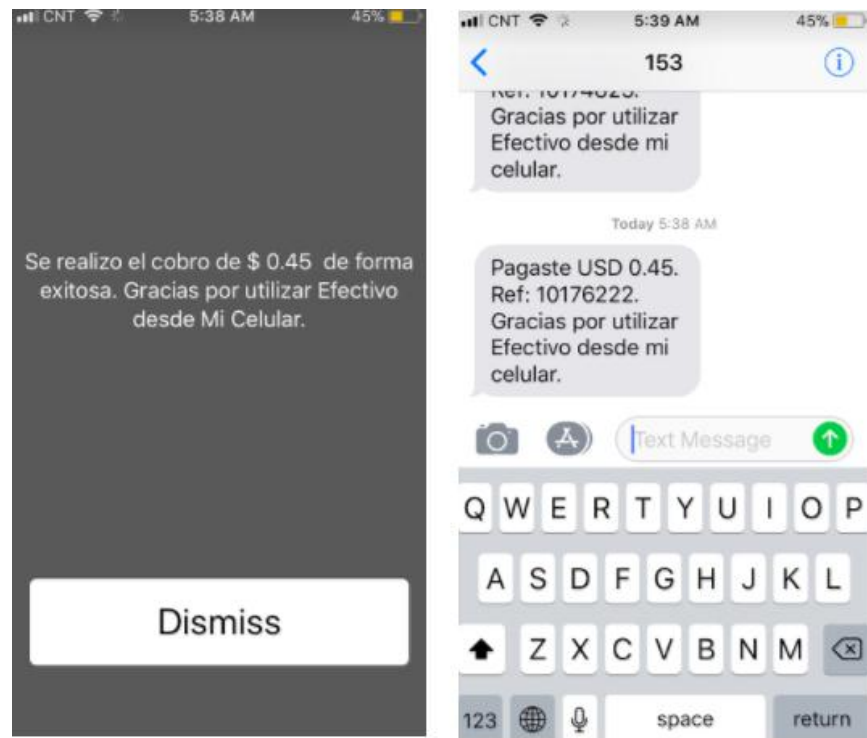 CNT 5:38 AM 45%
Se realizo el cobro de $ 0.45 de forma
exitosa. Gracias por utilizar Efectivo
desde Mi Celular.
Dismiss
CNT 5:39 AM 45%
153
Gracias por utilizar
Efectivo desde mi
celular.
Today 5:38 AM
Pagaste USD 0.45.
Ref: 10176222.
Gracias por utilizar
Efectivo desde mi
celular.
Text Message
Q W E R T Y U I O P
A S D F G H J K L
Z X C V B N M
123 space return